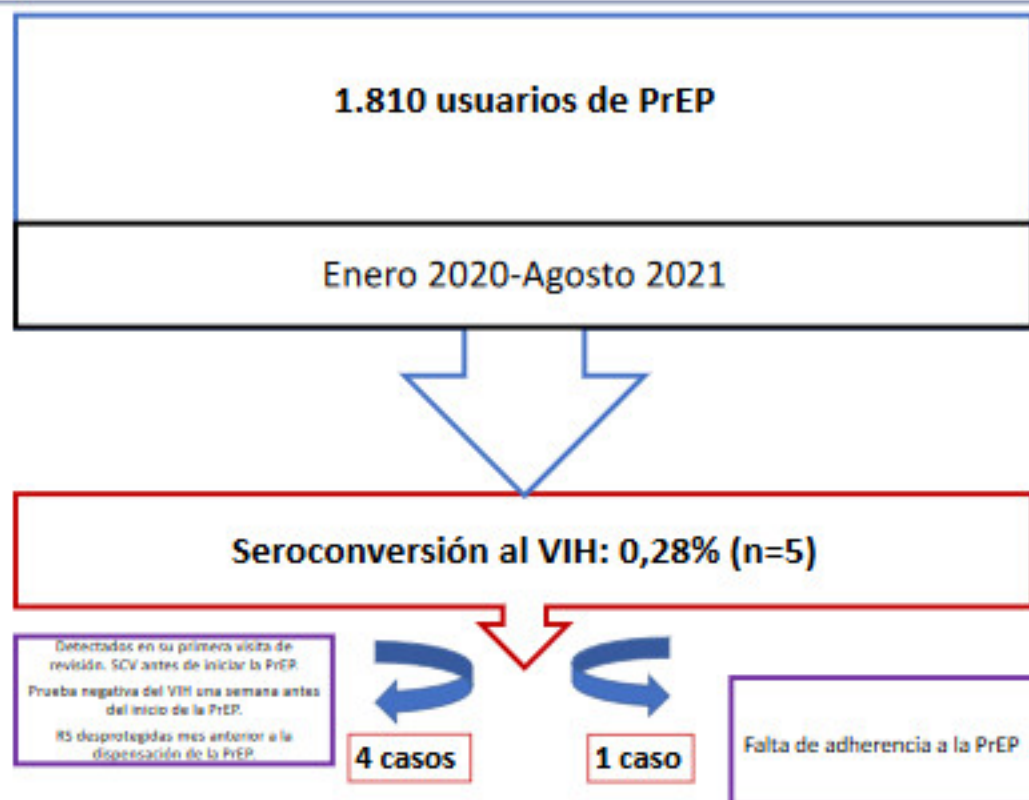 1.810 usuarios de PrEP
Enero 2020-Agosto 2021
Seroconversión al VIH: 0,28% (n=5)
Detectados en su primera visita de
revisión. SCV antes de iniciar la PrEP.
Prueba negativa del VIH una semana antes
del inicio de la PrEP.
RS desprotegidas mes anterior a la
dispensación de la PrEP.
4 casos
1 caso
Falta de adherencia a la PrEP